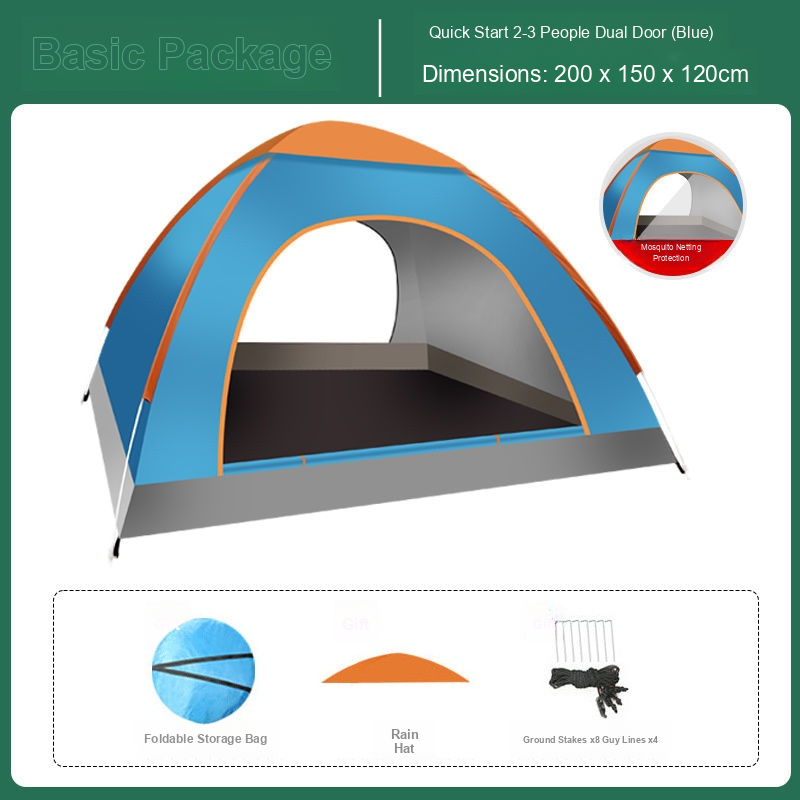 Basic Package
Quick Start 2-3 People Dual Door (Blue)
Dimensions: 200 x 150 x 120cm
Mosquito Netting
Protection
Gift
Gift
Foldable Storage Bag
Rain
Hat
Ground Stakes x8 Guy Lines x4